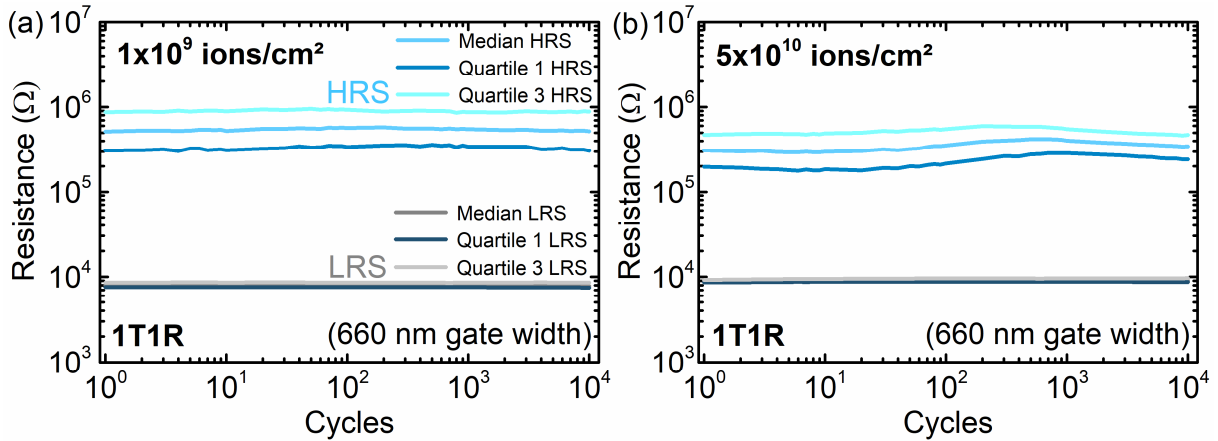 (a)
1x10⁹ ions/cm²
Median HRS
Quartile 1 HRS
Quartile 3 HRS
HRS
Median LRS
Quartile 1 LRS
Quartile 3 LRS
LRS
1T1R
(660 nm gate width)
Resistance (Ω)
10⁷
10⁶
10⁵
10⁴
10³
10⁰
10¹
10²
10³
10⁴
Cycles
(b)
5x10¹⁰ ions/cm²
1T1R
(660 nm gate width)
Resistance (Ω)
10⁷
10⁶
10⁵
10⁴
10³
10⁰
10¹
10²
10³
10⁴
Cycles